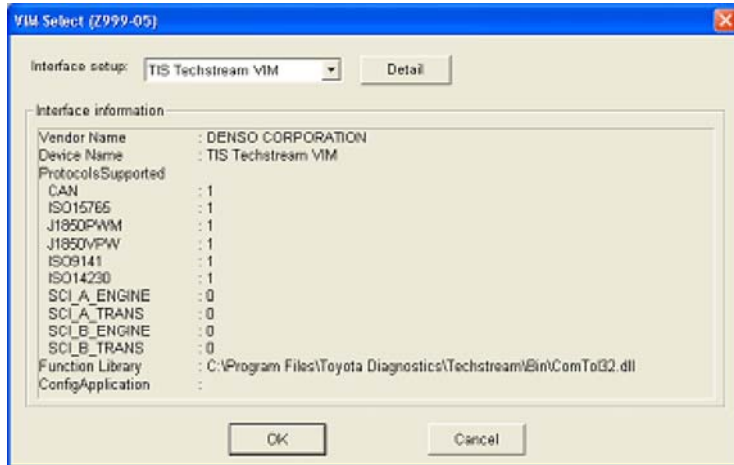 VIM Select (Z999-05)
Interface setup: TIS Techstream VIM Detail
Interface information
Vendor Name : DENSO CORPORATION
Device Name : TIS Techstream VIM
ProtocolsSupported
CAN : 1
ISO15765 : 1
J1850PWM : 1
J1850VPW : 1
ISO9141 : 1
ISO14230 : 1
SCI_A_ENGINE : 0
SCI_A_TRANS : 0
SCI_B_ENGINE : 0
SCI_B_TRANS : 0
Function Library : C:\Program Files\Toyota Diagnostics\Techstream\Bin\ComTol32.dll
ConfigApplication :
OK Cancel